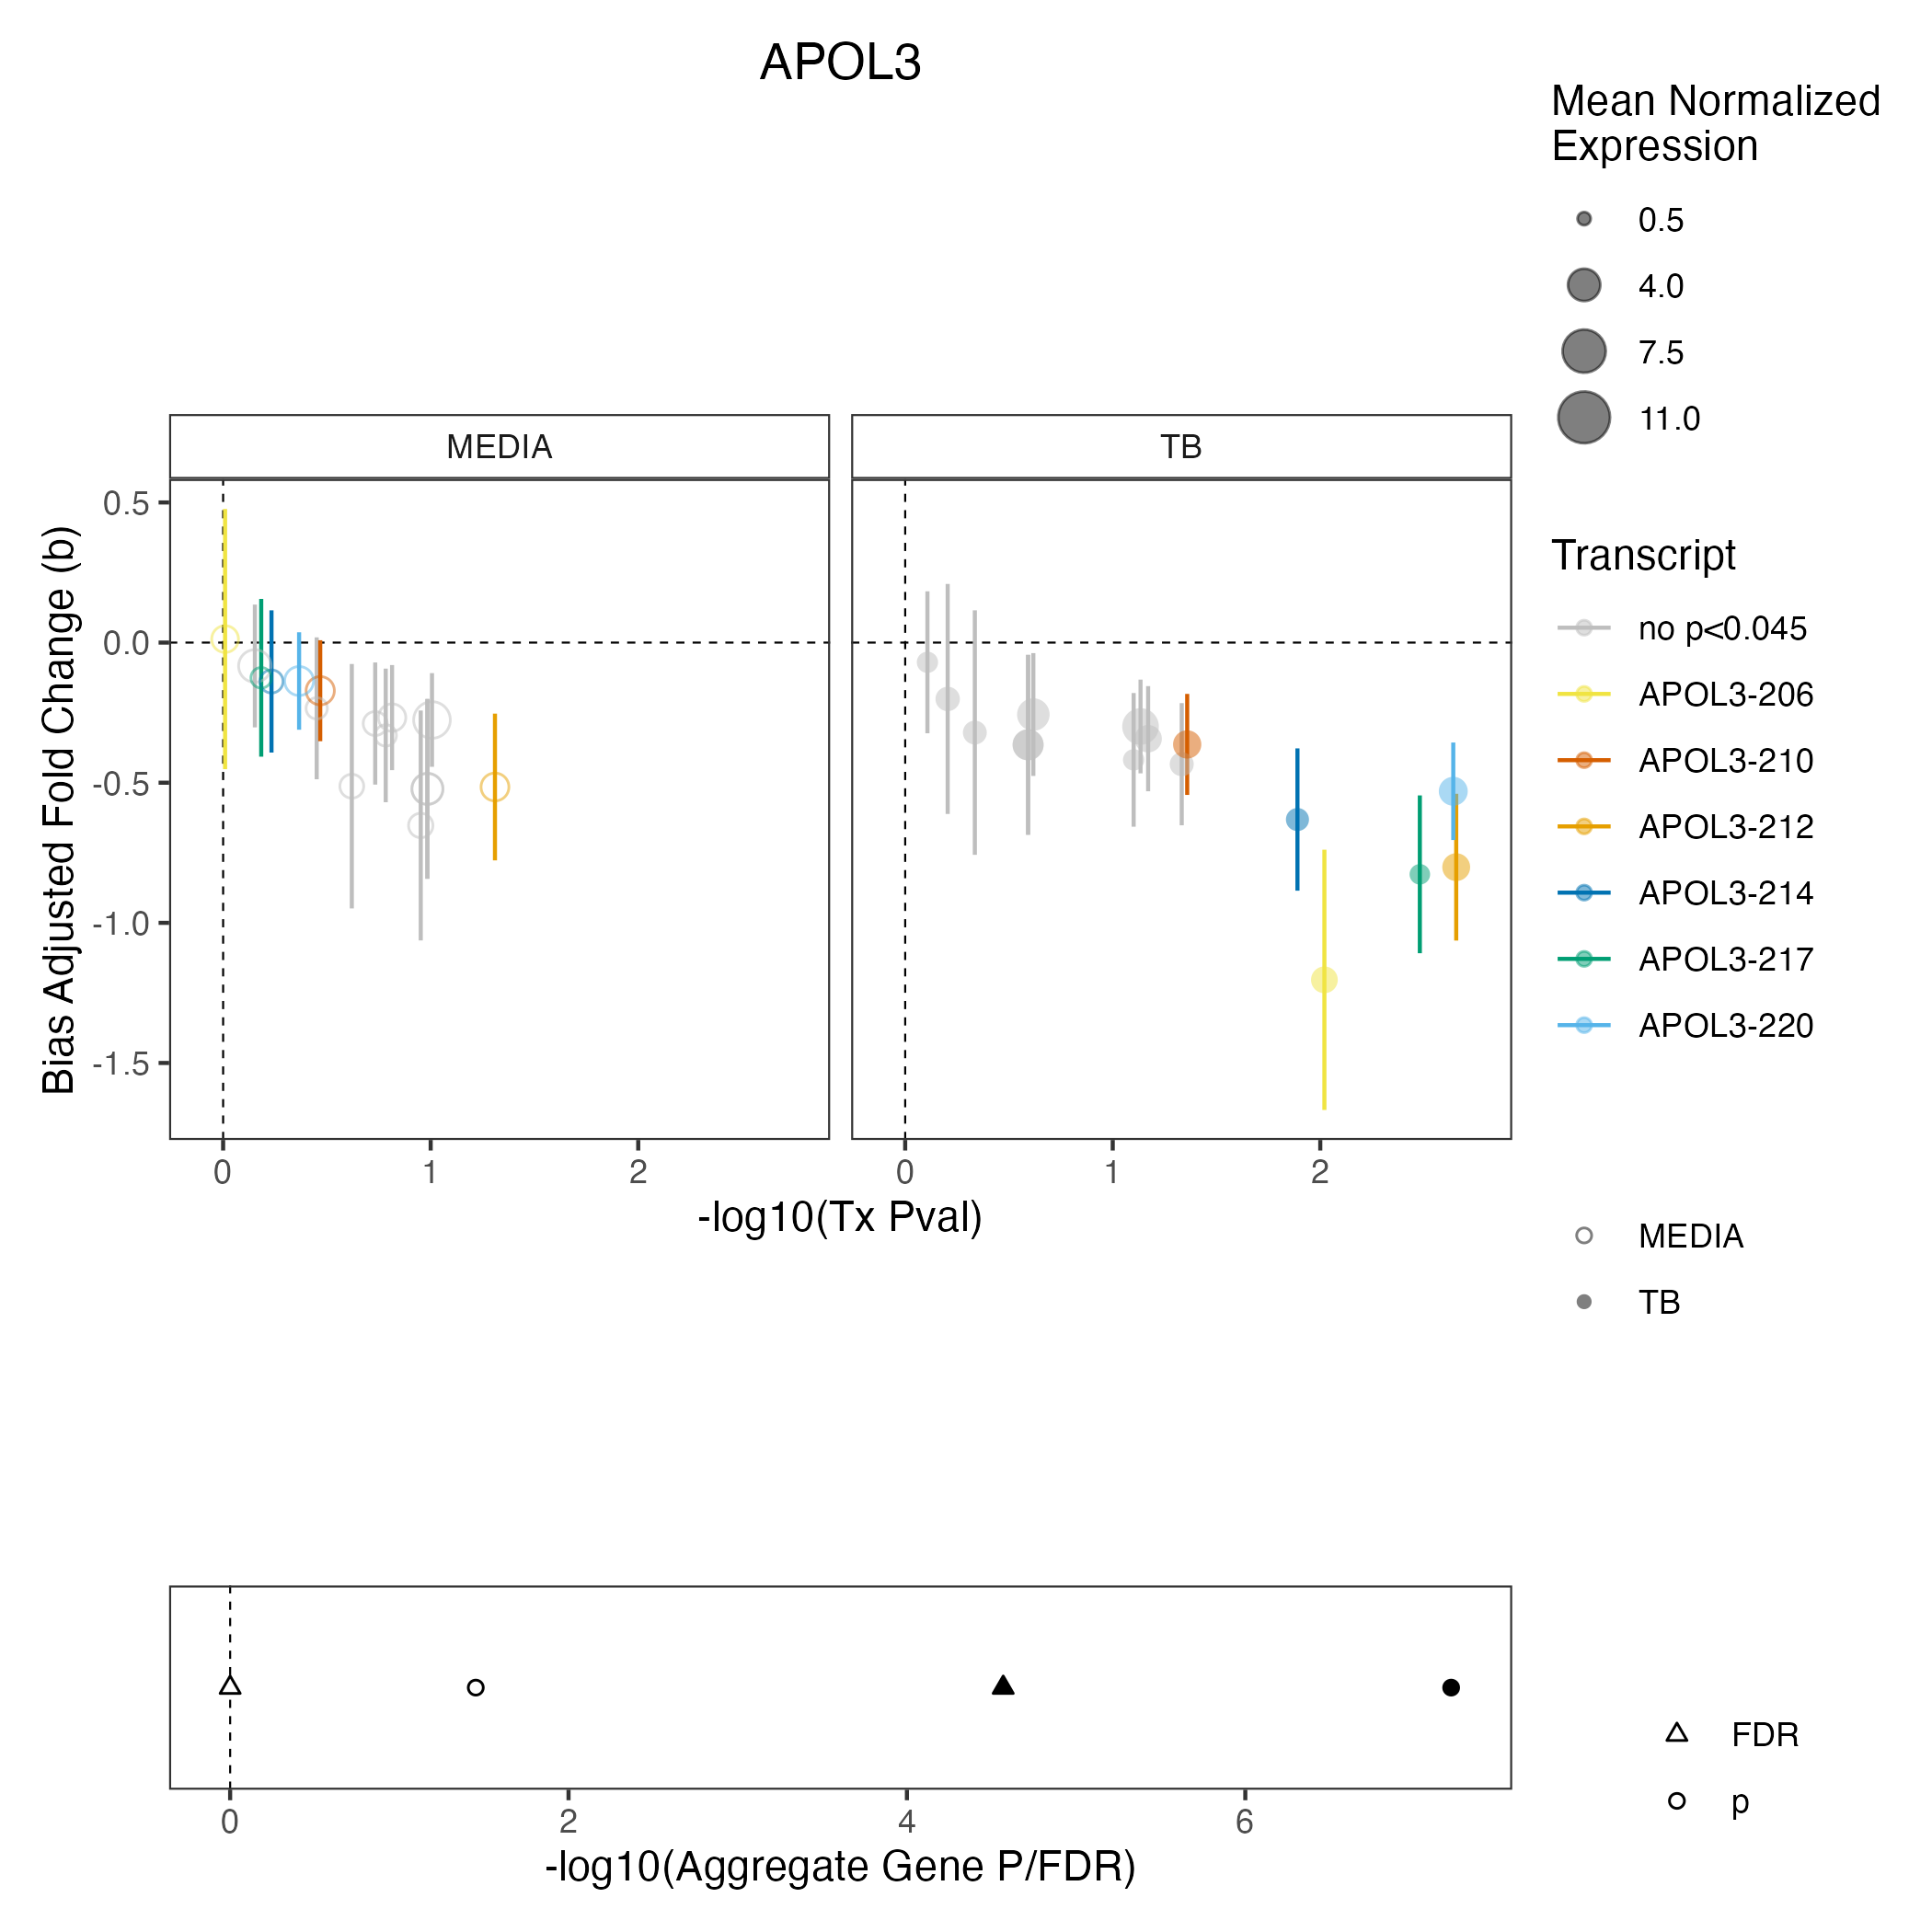 APOL3
MEDIA
TB
0.5
0.0
-0.5
-1.0
-1.5
Bias Adjusted Fold Change (b)
0
1
2
0
1
2
-log10(Tx Pval)
Mean Normalized
Expression
0.5
4.0
7.5
11.0
Transcript
no p<0.045
APOL3-206
APOL3-210
APOL3-212
APOL3-214
APOL3-217
APOL3-220
MEDIA
TB
0
2
4
6
-log10(Aggregate Gene P/FDR)
FDR
p